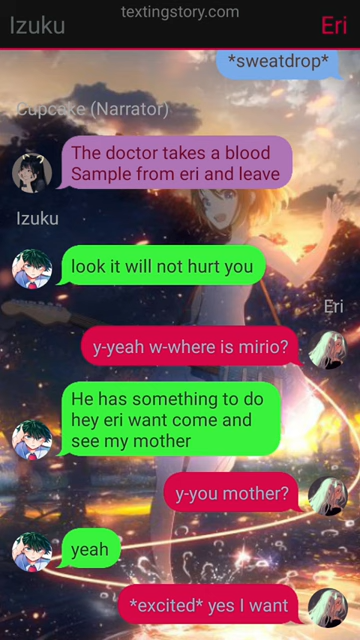 textingstory.com
Izuku
Eri
*sweatdrop*
Cupcake (Narrator)
The doctor takes a blood
Sample from eri and leave
Izuku
look it will not hurt you
Eri
y-yeah w-where is mirio?
He has something to do
hey eri want come and
see my mother
y-you mother?
yeah
*excited* yes I want